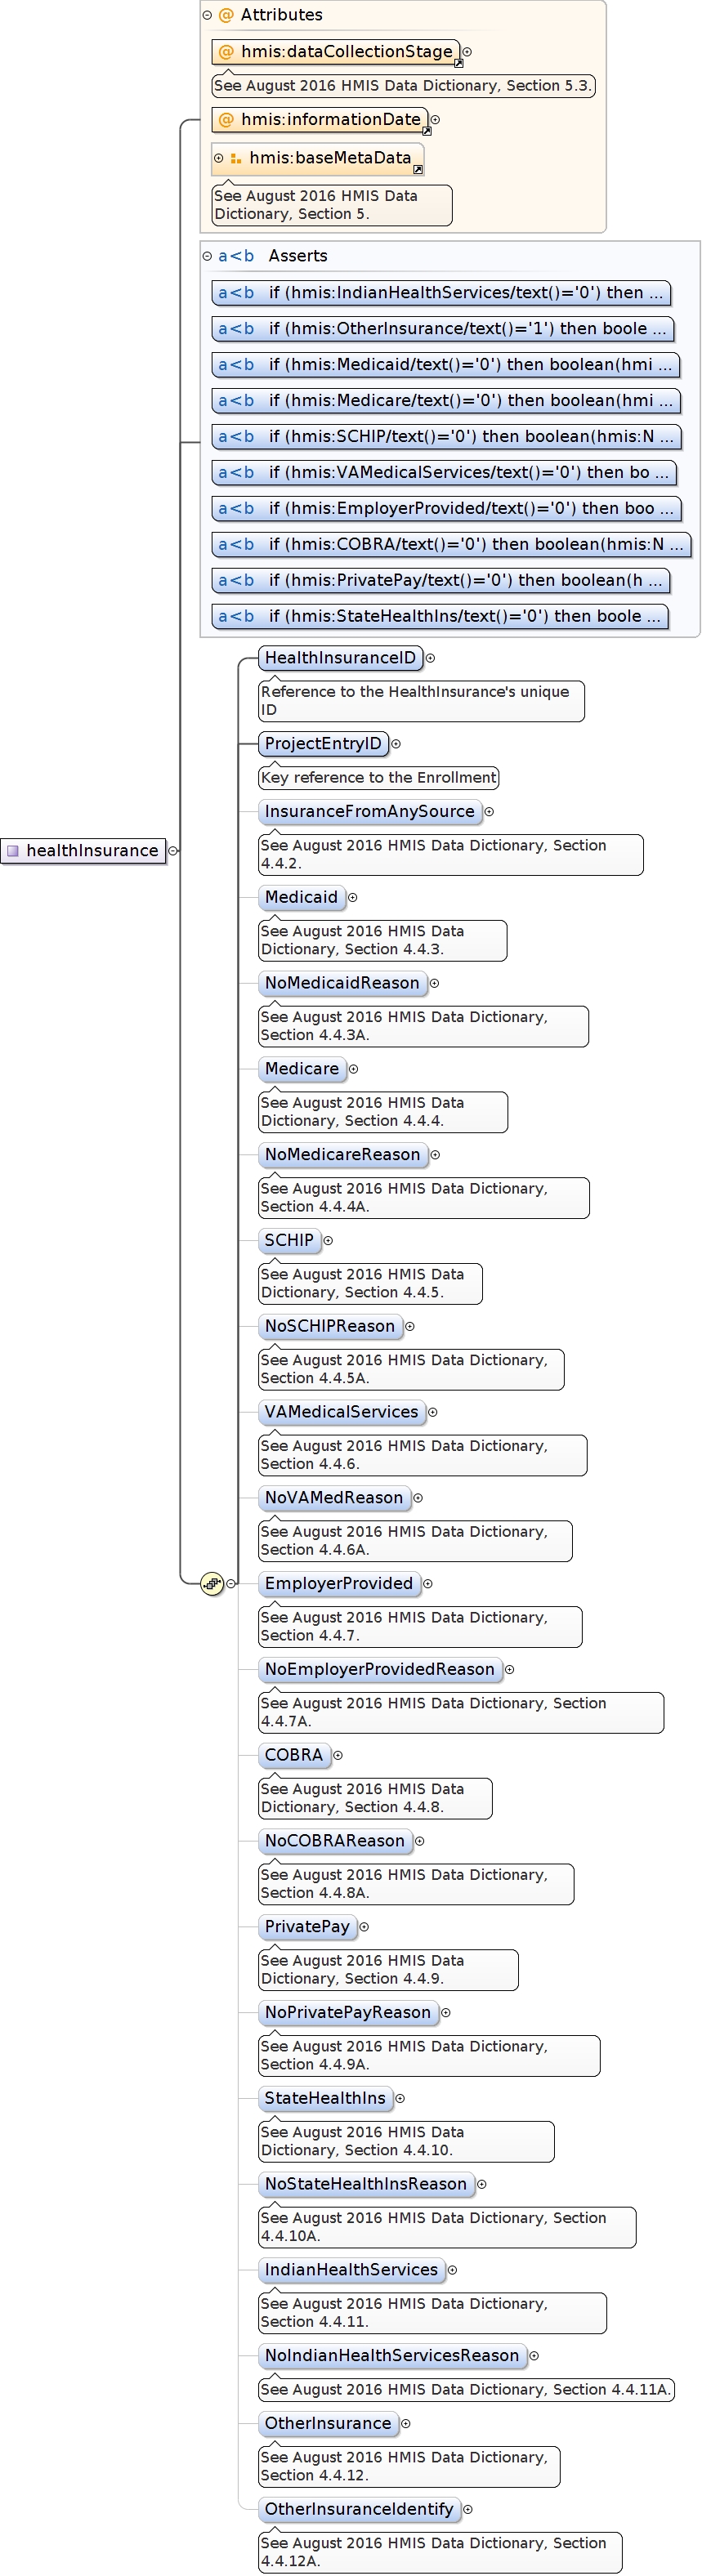 @ Attributes
@ hmis:dataCollectionStage
See August 2016 HMIS Data Dictionary, Section 5.3.
@ hmis:informationDate
hmis:baseMetaData
See August 2016 HMIS Data
Dictionary, Section 5.
a<b Asserts
a<b if (hmis:IndianHealthServices/text()='0') then ...
a<b if (hmis:OtherInsurance/text()='1') then boole ...
a<b if (hmis:Medicaid/text()='0') then boolean(hmi ...
a<b if (hmis:Medicare/text()='0') then boolean(hmi ...
a<b if (hmis:SCHIP/text()='0') then boolean(hmis:N ...
a<b if (hmis:VAMedicalServices/text()='0') then bo ...
a<b if (hmis:EmployerProvided/text()='0') then boo ...
a<b if (hmis:COBRA/text()='0') then boolean(hmis:N ...
a<b if (hmis:PrivatePay/text()='0') then boolean(h ...
a<b if (hmis:StateHealthIns/text()='0') then boole ...
HealthInsuranceID
Reference to the HealthInsurance's unique
ID
ProjectEntryID
Key reference to the Enrollment
InsuranceFromAnySource
See August 2016 HMIS Data Dictionary, Section
4.4.2.
healthInsurance
Medicaid
See August 2016 HMIS Data
Dictionary, Section 4.4.3.
NoMedicaidReason
See August 2016 HMIS Data Dictionary,
Section 4.4.3A.
Medicare
See August 2016 HMIS Data
Dictionary, Section 4.4.4.
NoMedicareReason
See August 2016 HMIS Data Dictionary,
Section 4.4.4A.
SCHIP
See August 2016 HMIS Data
Dictionary, Section 4.4.5.
NoSCHIPReason
See August 2016 HMIS Data Dictionary,
Section 4.4.5A.
VAMedicalServices
See August 2016 HMIS Data Dictionary,
Section 4.4.6.
NoVAMedReason
See August 2016 HMIS Data Dictionary,
Section 4.4.6A.
EmployerProvided
See August 2016 HMIS Data Dictionary,
Section 4.4.7.
NoEmployerProvidedReason
See August 2016 HMIS Data Dictionary, Section
4.4.7A.
COBRA
See August 2016 HMIS Data
Dictionary, Section 4.4.8.
NoCOBRAReason
See August 2016 HMIS Data Dictionary,
Section 4.4.8A.
PrivatePay
See August 2016 HMIS Data
Dictionary, Section 4.4.9.
NoPrivatePayReason
See August 2016 HMIS Data Dictionary,
Section 4.4.9A.
StateHealthIns
See August 2016 HMIS Data
Dictionary, Section 4.4.10.
NoStateHealthInsReason
See August 2016 HMIS Data Dictionary, Section
4.4.10A.
IndianHealthServices
See August 2016 HMIS Data Dictionary,
Section 4.4.11.
NoIndianHealthServicesReason
See August 2016 HMIS Data Dictionary, Section 4.4.11A.
OtherInsurance
See August 2016 HMIS Data Dictionary,
Section 4.4.12.
OtherInsuranceIdentify
See August 2016 HMIS Data Dictionary, Section
4.4.12A.